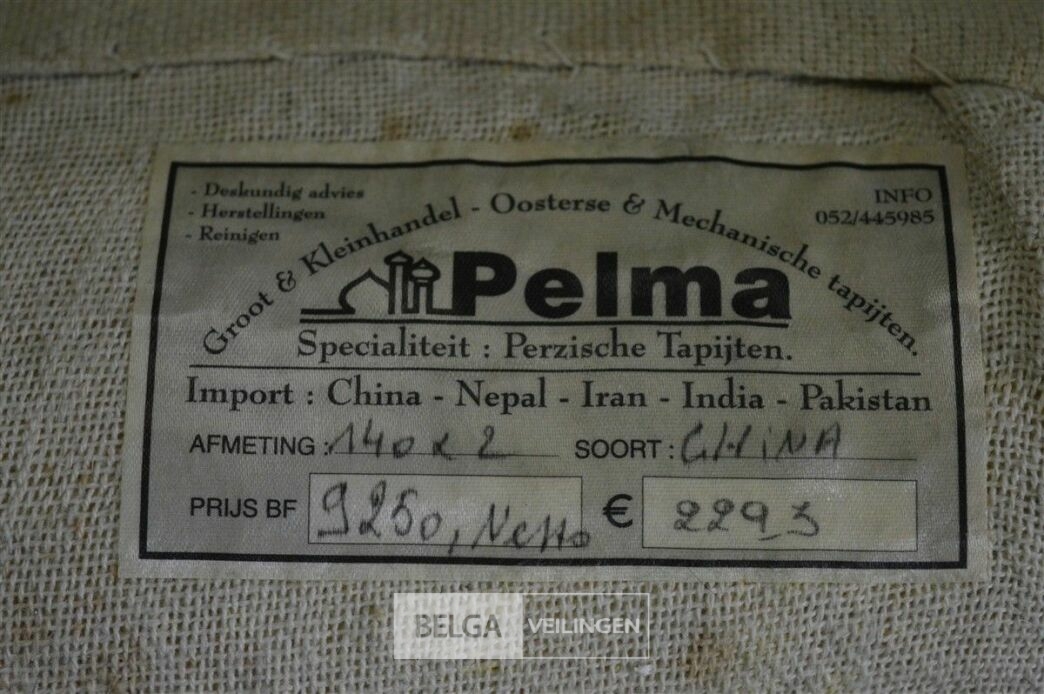 - Deskundig advies
- Herstellingen
- Reinigen
Groot & Kleinhandel - Oosterse & Mechanische tapijten.
INFO
052/445985
Pelma
Specialiteit : Perzische Tapijten.
Import : China - Nepal - Iran - India - Pakistan
AFMETING : 140 x 2 SOORT : CHINA
PRIJS BF 9250, Netto € 229,3
BELGA VEILINGEN